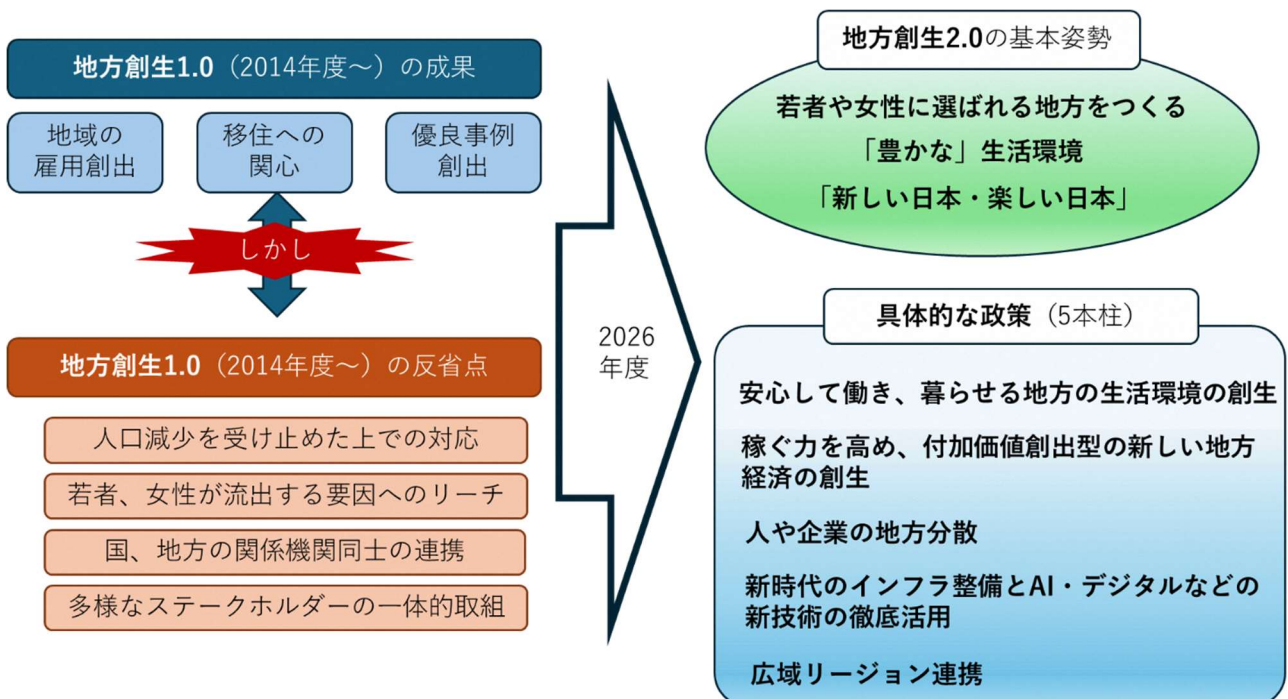 地方創生1.0（2014年度～）の成果
地域の
雇用創出
移住への
関心
優良事例
創出
しかし
地方創生1.0（2014年度～）の反省点
人口減少を受け止めた上での対応
若者、女性が流出する要因へのリーチ
国、地方の関係機関同士の連携
多様なステークホルダーの一体的取組
2026
年度
地方創生2.0の基本姿勢
若者や女性に選ばれる地方をつくる
「豊かな」生活環境
「新しい日本・楽しい日本」
具体的な政策（5本柱）
安心して働き、暮らせる地方の生活環境の創生
稼ぐ力を高め、付加価値創出型の新しい地方
経済の創生
人や企業の地方分散
新時代のインフラ整備とAI・デジタルなどの
新技術の徹底活用
広域リージョン連携